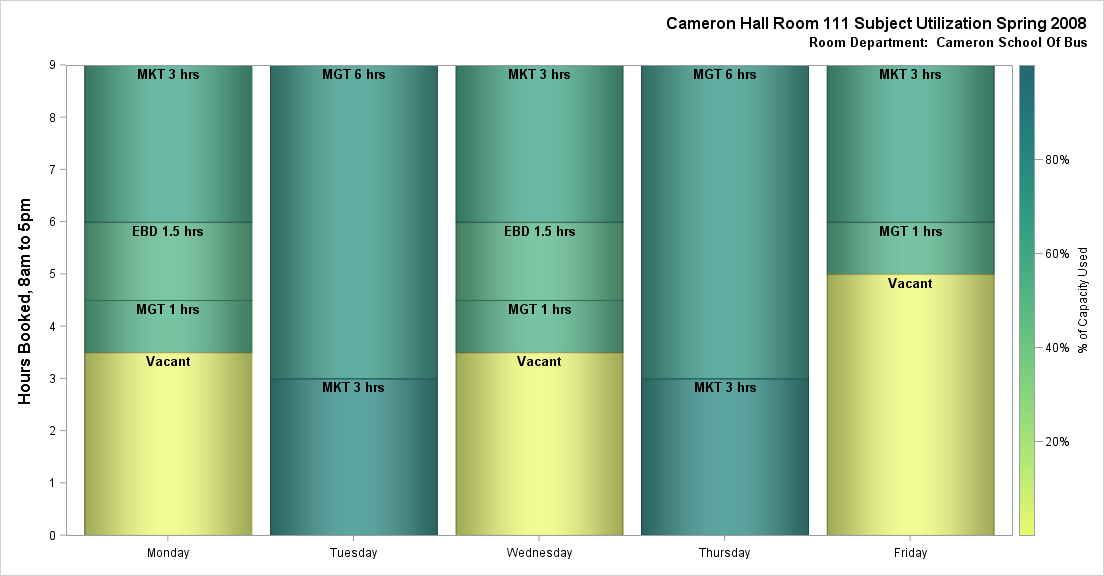 Cameron Hall Room 111 Subject Utilization Spring 2008
Room Department:  Cameron School Of Bus
Hours Booked, 8am to 5pm
9
8
7
6
5
4
3
2
1
0
MKT 3 hrs
EBD 1.5 hrs
MGT 1 hrs
Vacant
MGT 6 hrs
MKT 3 hrs
MKT 3 hrs
EBD 1.5 hrs
MGT 1 hrs
Vacant
MGT 6 hrs
MKT 3 hrs
MKT 3 hrs
MGT 1 hrs
Vacant
Monday
Tuesday
Wednesday
Thursday
Friday
80%
60%
40%
20%
% of Capacity Used